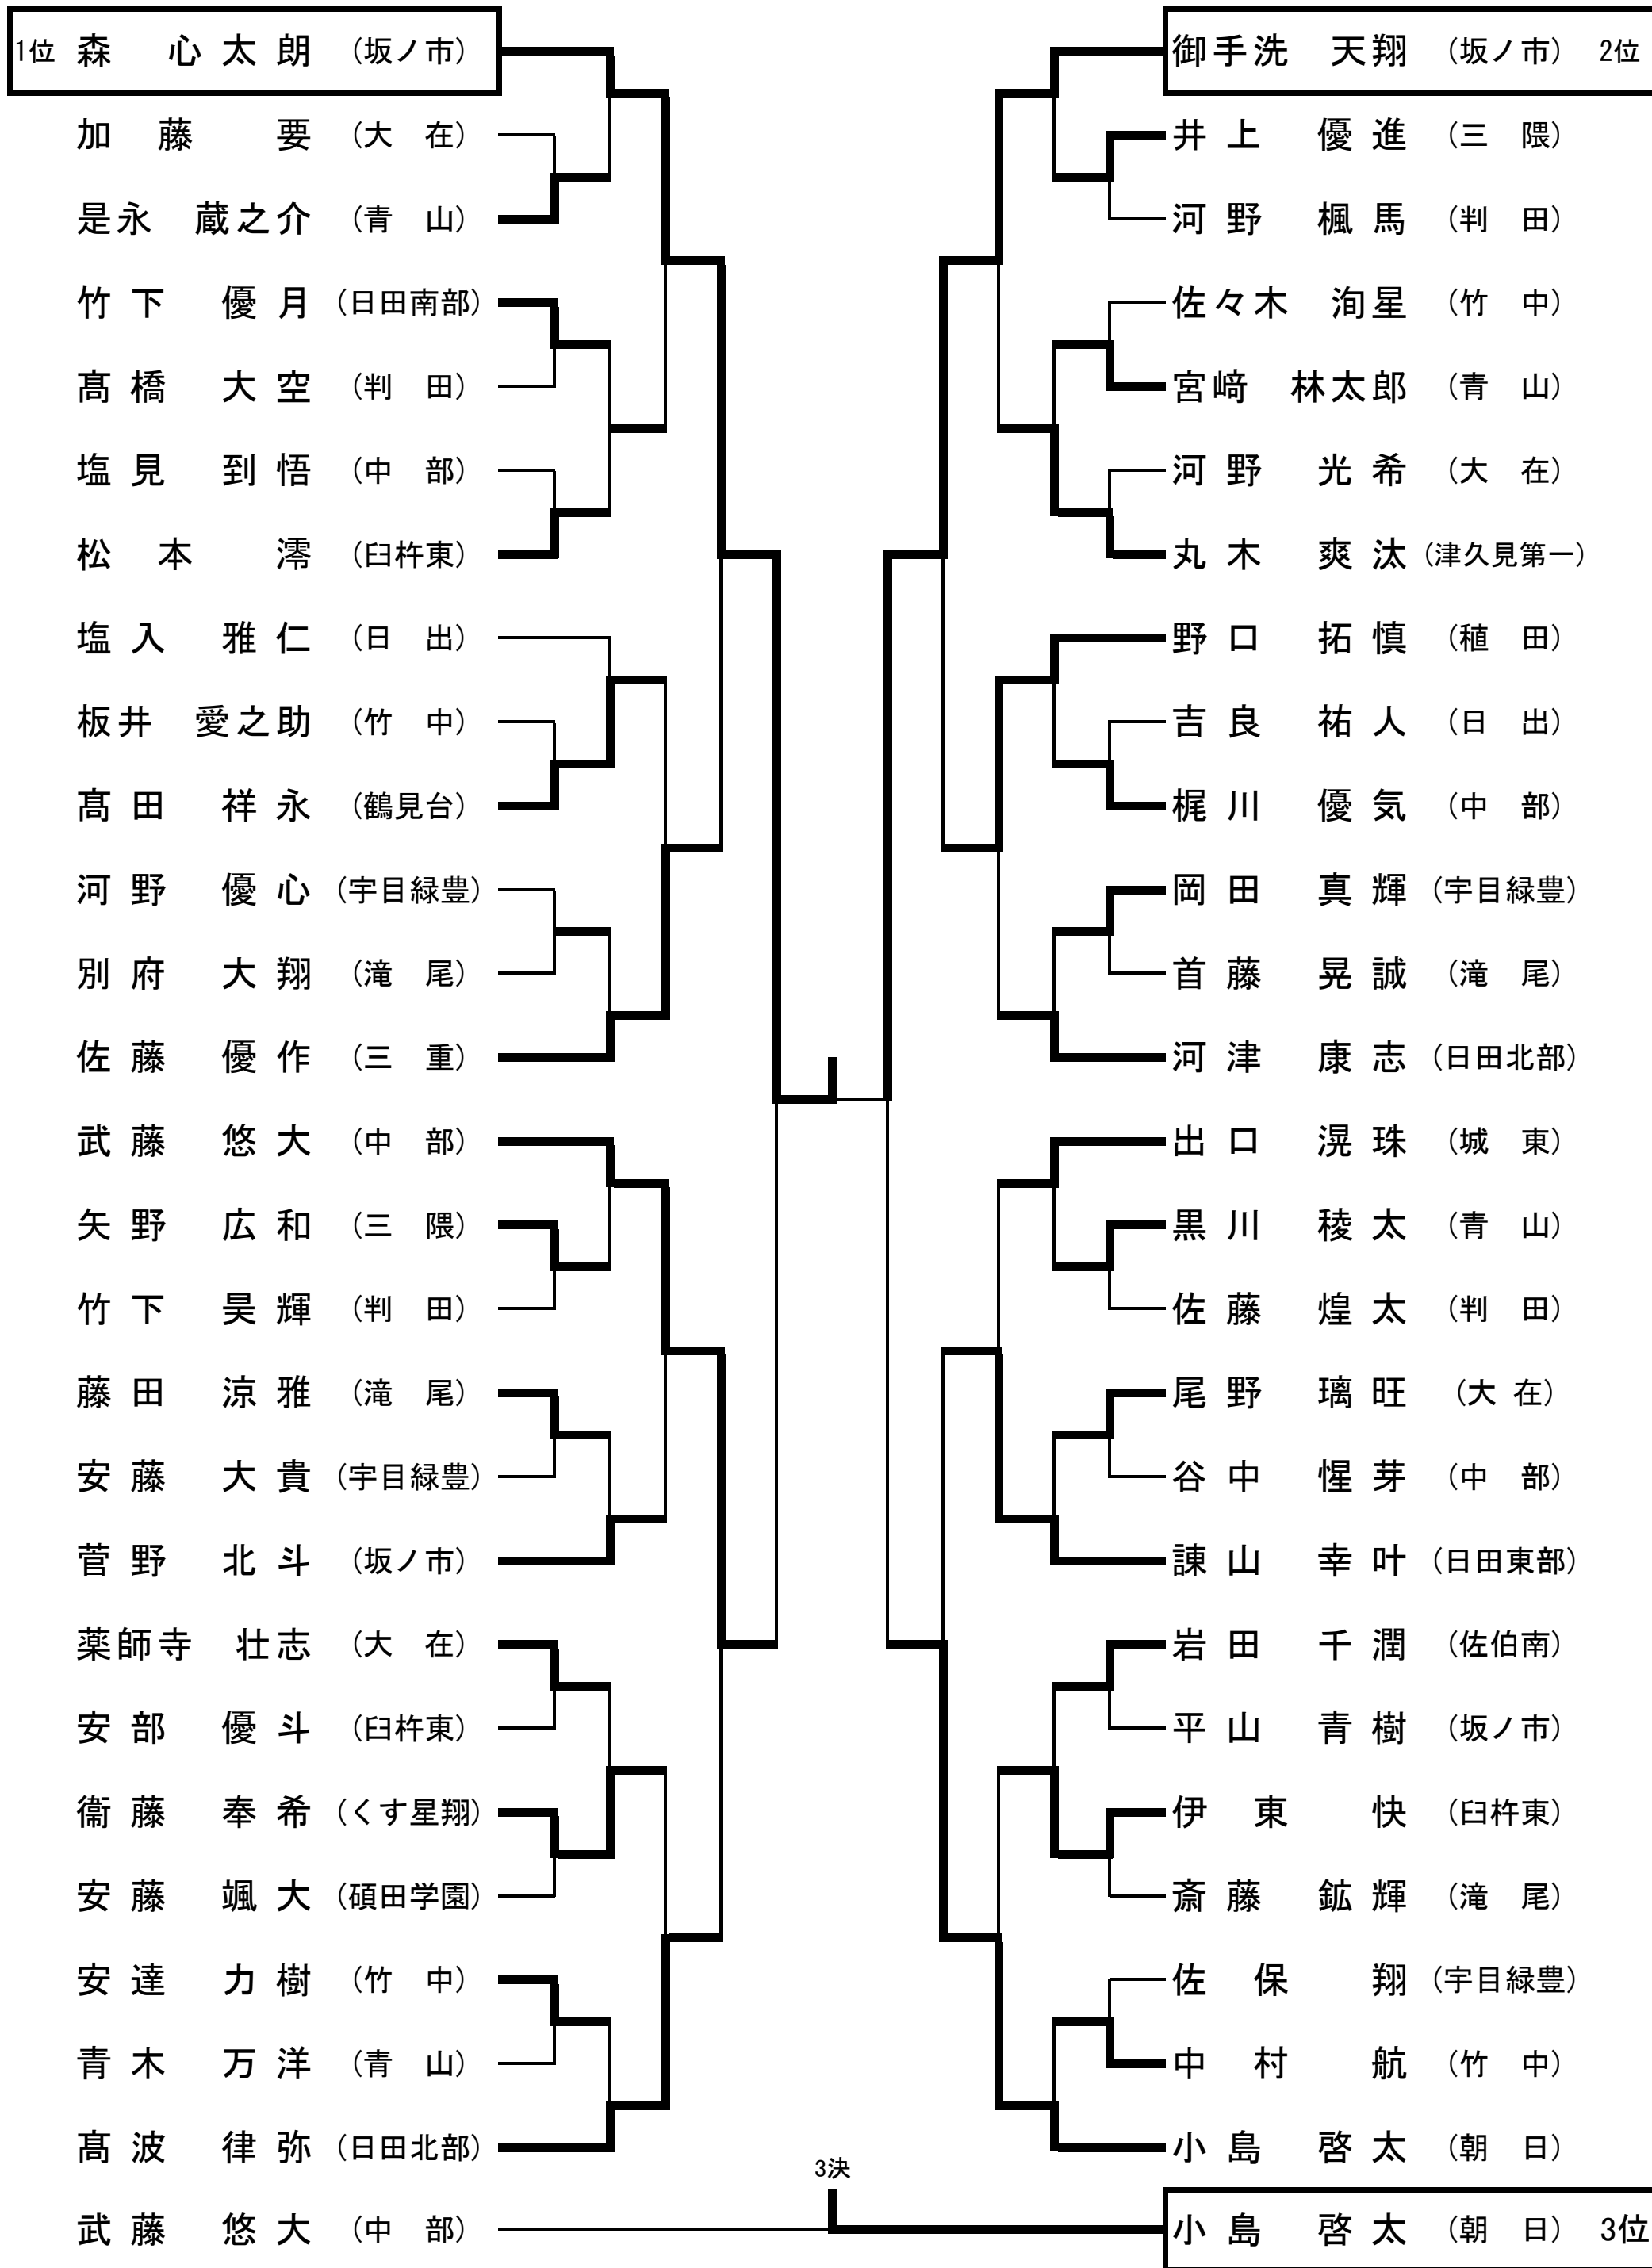 1位 森 心太朗 （坂ノ市）
加藤 要 （大 在）
是永 蔵之介 （青 山）
竹下 優月 （日田南部）
髙橋 大空 （判 田）
塩見 到悟 （中 部）
松本 澪 （臼杵東）
塩入 雅仁 （日 出）
板井 愛之助 （竹 中）
髙田 祥永 （鶴見台）
河野 優心 （宇目緑豊）
別府 大翔 （滝 尾）
佐藤 優作 （三 重）
武藤 悠大 （中 部）
矢野 広和 （三 隈）
竹下 昊輝 （判 田）
藤田 涼雅 （滝 尾）
安藤 大貴 （宇目緑豊）
菅野 北斗 （坂ノ市）
薬師寺 壮志 （大 在）
安部 優斗 （臼杵東）
衞藤 奉希 （くす星翔）
安藤 颯大 （碩田学園）
安達 力樹 （竹 中）
青木 万洋 （青 山）
髙波 律弥 （日田北部）
御手洗 天翔 （坂ノ市） 2位
井上 優進 （三 隈）
河野 楓馬 （判 田）
佐々木 洵星 （竹 中）
宮﨑 林太郎 （青 山）
河野 光希 （大 在）
丸木 爽汰 （津久見第一）
野口 拓慎 （稙 田）
吉良 祐人 （日 出）
梶川 優気 （中 部）
岡田 真輝 （宇目緑豊）
首藤 晃誠 （滝 尾）
河津 康志 （日田北部）
出口 滉珠 （城 東）
黒川 稜太 （青 山）
佐藤 煌太 （判 田）
尾野 璃旺 （大 在）
谷中 惺芽 （中 部）
諌山 幸叶 （日田東部）
岩田 千潤 （佐伯南）
平山 青樹 （坂ノ市）
伊東 快 （臼杵東）
斎藤 鉱輝 （滝 尾）
佐保 翔 （宇目緑豊）
中村 航 （竹 中）
小島 啓太 （朝 日）
3決
武藤 悠大 （中 部）
小島 啓太 （朝 日） 3位